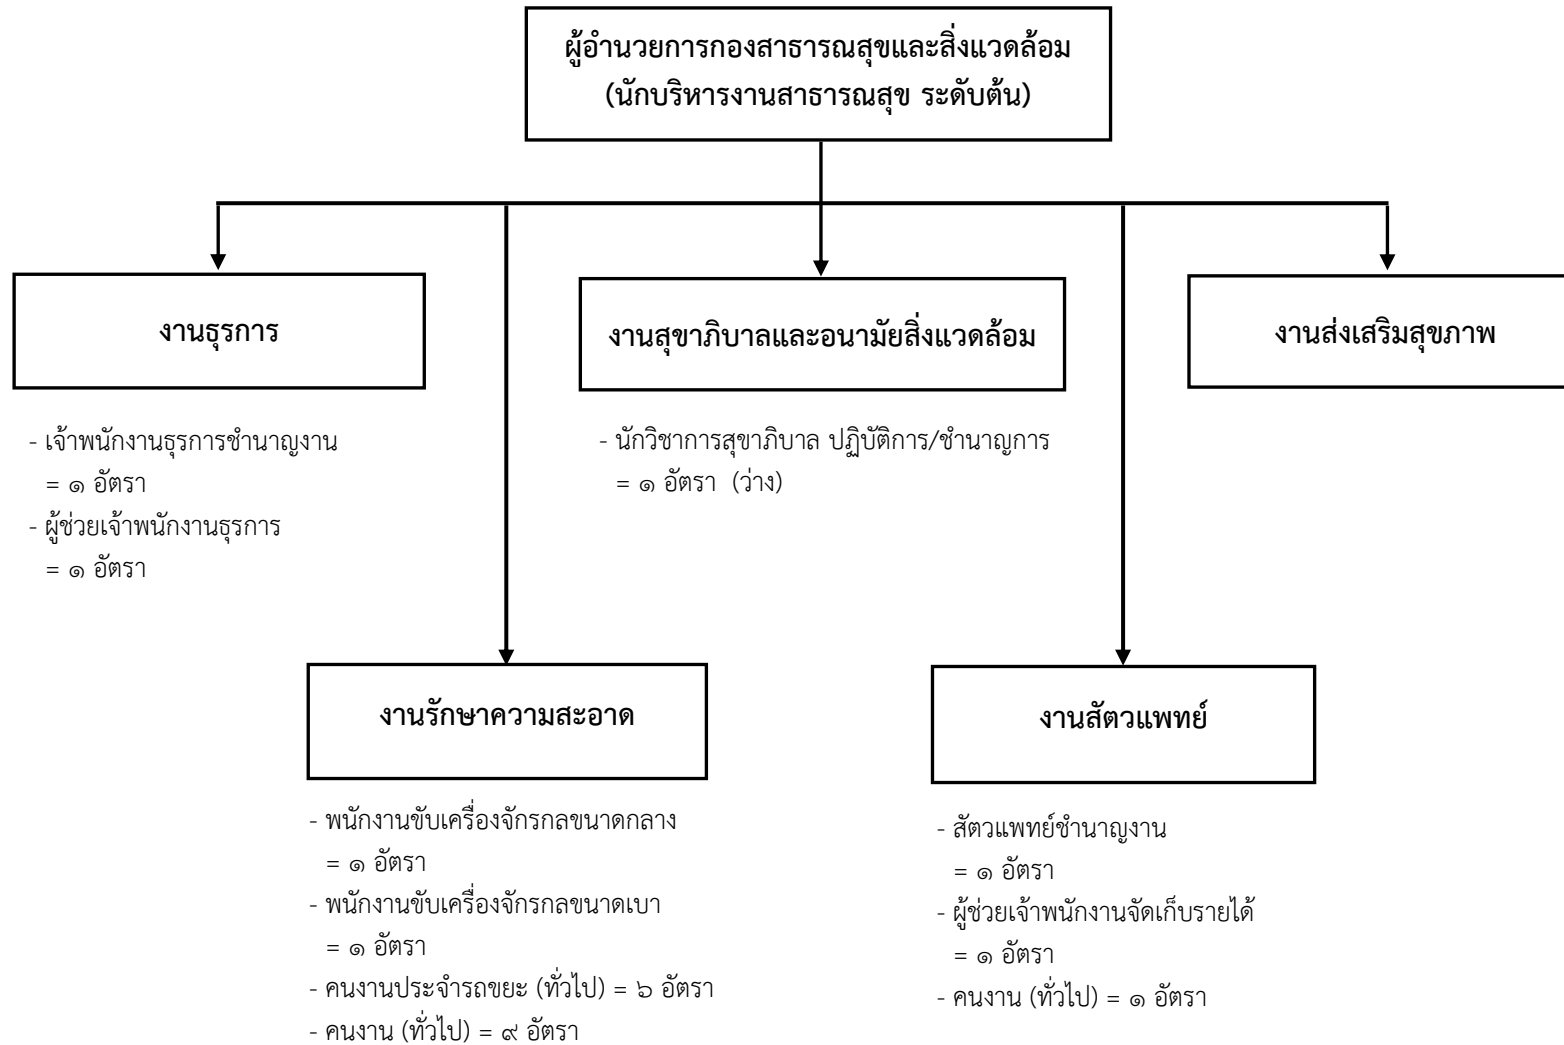 ผู้อำนวยการกองสาธารณสุขและสิ่งแวดล้อม
(นักบริหารงานสาธารณสุข ระดับต้น)
งานธุรการ
- เจ้าพนักงานธุรการชำนาญงาน
= ๑ อัตรา
- ผู้ช่วยเจ้าพนักงานธุรการ
= ๑ อัตรา
งานสุขาภิบาลและอนามัยสิ่งแวดล้อม
- นักวิชาการสุขาภิบาล ปฏิบัติการ/ชำนาญการ
= ๑ อัตรา (ว่าง)
งานส่งเสริมสุขภาพ
งานรักษาความสะอาด
- พนักงานขับเครื่องจักรกลขนาดกลาง
= ๑ อัตรา
- พนักงานขับเครื่องจักรกลขนาดเบา
= ๑ อัตรา
- คนงานประจำรถขยะ (ทั่วไป) = ๖ อัตรา
- คนงาน (ทั่วไป) = ๙ อัตรา
งานสัตวแพทย์
- สัตวแพทย์ชำนาญงาน
= ๑ อัตรา
- ผู้ช่วยเจ้าพนักงานจัดเก็บรายได้
= ๑ อัตรา
- คนงาน (ทั่วไป) = ๑ อัตรา